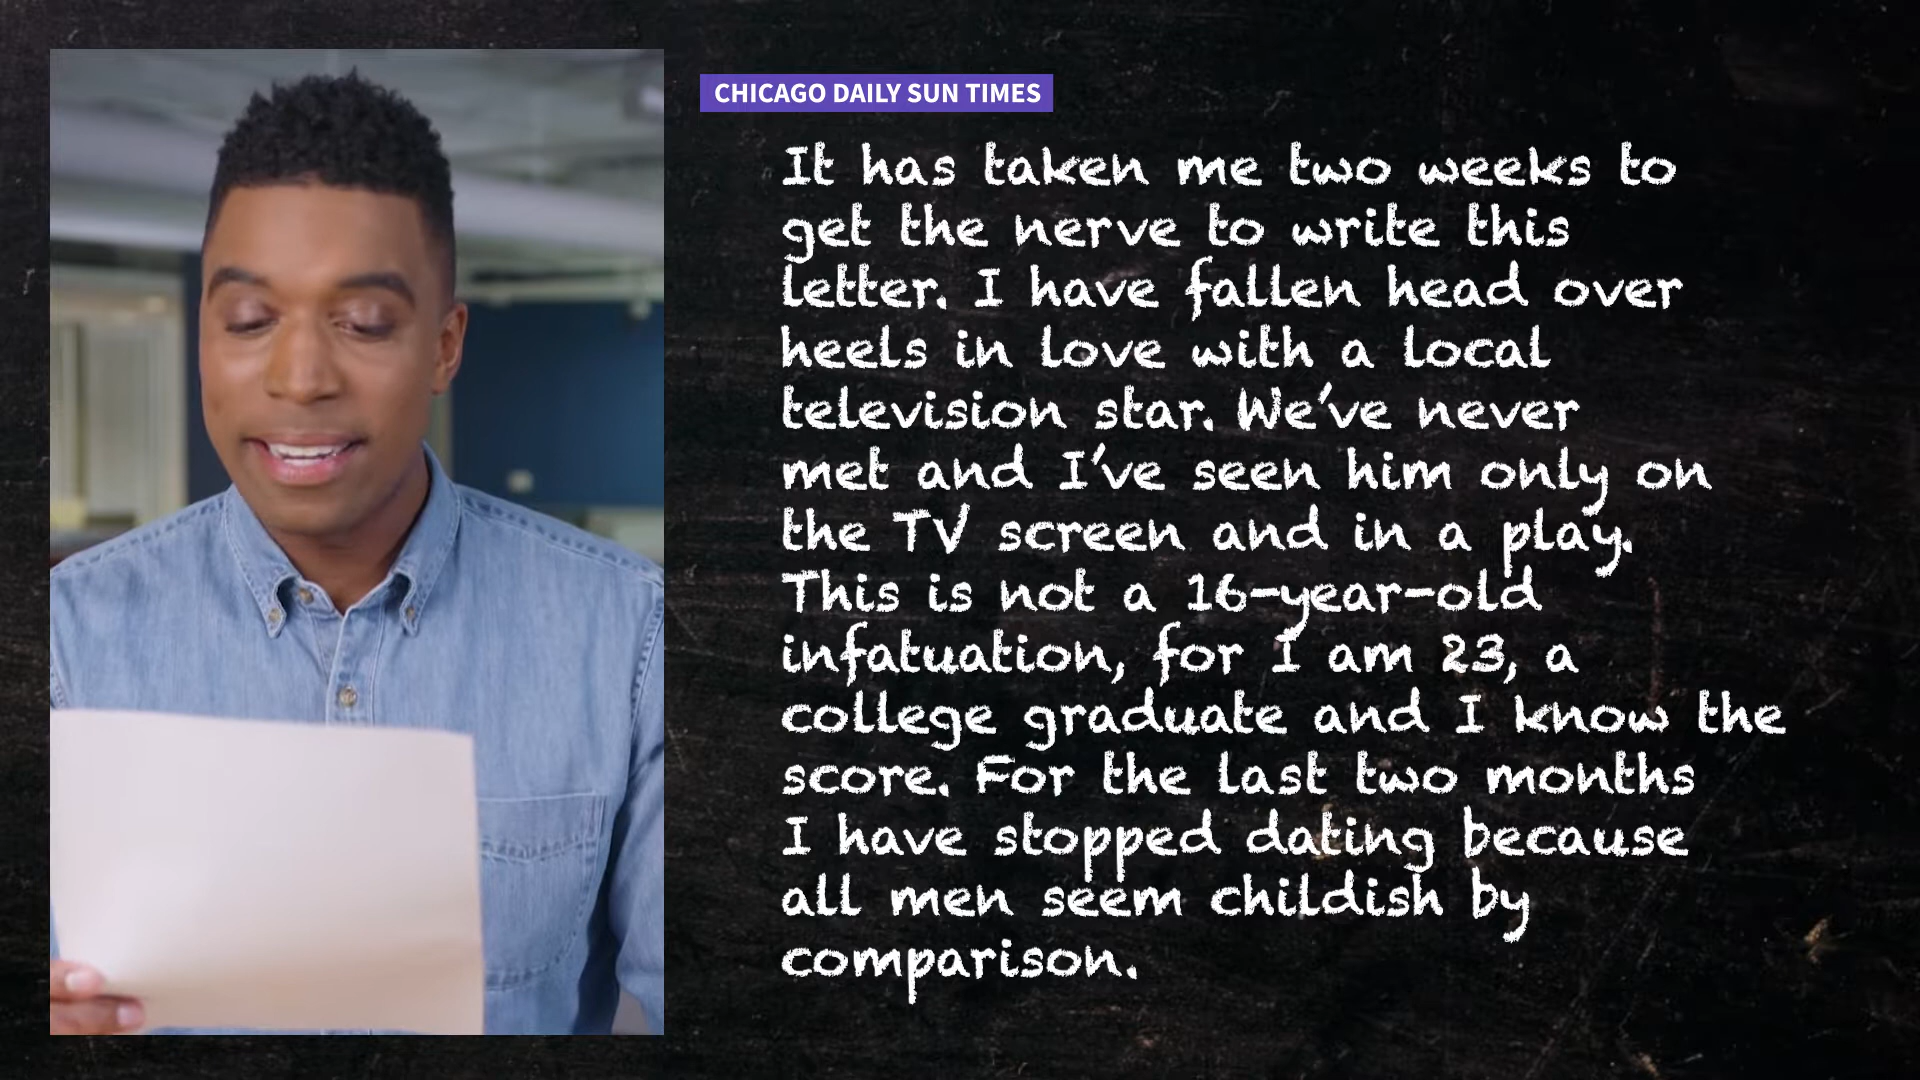 CHICAGO DAILY SUN TIMES
It has taken me two weeks to
get the nerve to write this
letter. I have fallen head over
heels in love with a local
television star. We've never
met and I've seen him only on
the TV screen and in a play.
This is not a 16-year-old
infatuation, for I am 23, a
college graduate and I know the
score. For the last two months
I have stopped dating because
all men seem childish by
comparison.